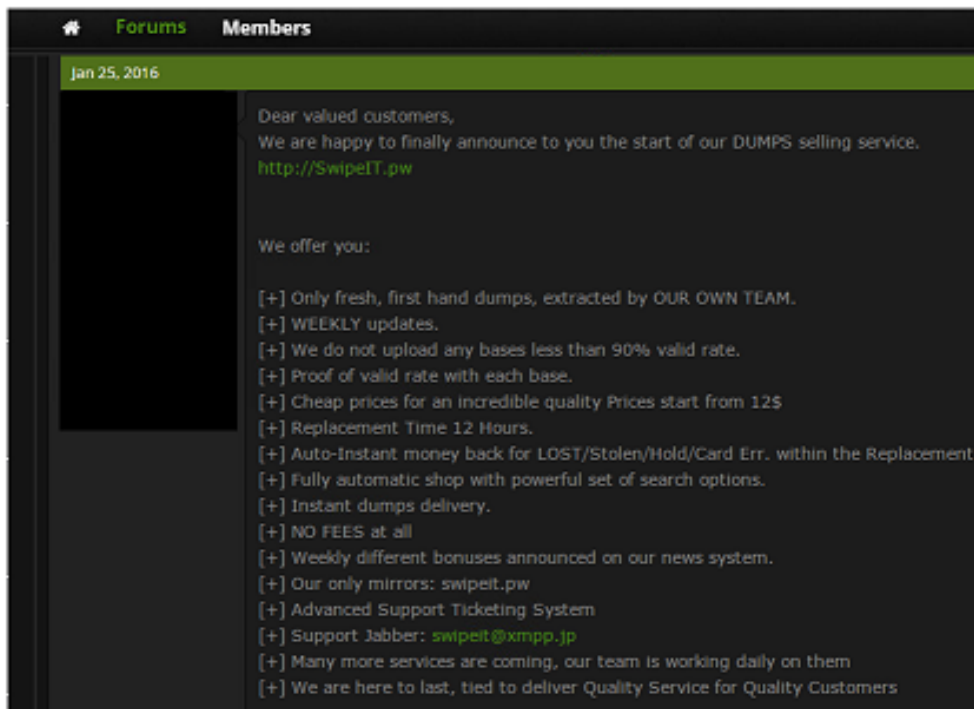 Forums Members
Jan 25, 2016
Dear valued customers,
We are happy to finally announce to you the start of our DUMPS selling service.
http://SwipeIT.pw
We offer you:
[+] Only fresh, first hand dumps, extracted by OUR OWN TEAM.
[+] WEEKLY updates.
[+] We do not upload any bases less than 90% valid rate.
[+] Proof of valid rate with each base.
[+] Cheap prices for an incredible quality Prices start from 12$
[+] Replacement Time 12 Hours.
[+] Auto-Instant money back for LOST/Stolen/Hold/Card Err. within the Replacement
[+] Fully automatic shop with powerful set of search options.
[+] Instant dumps delivery.
[+] NO FEES at all
[+] Weekly different bonuses announced on our news system.
[+] Our only mirrors: swipeit.pw
[+] Advanced Support Ticketing System
[+] Support Jabber: swipeit@xmpp.jp
[+] Many more services are coming, our team is working daily on them
[+] We are here to last, tied to deliver Quality Service for Quality Customers